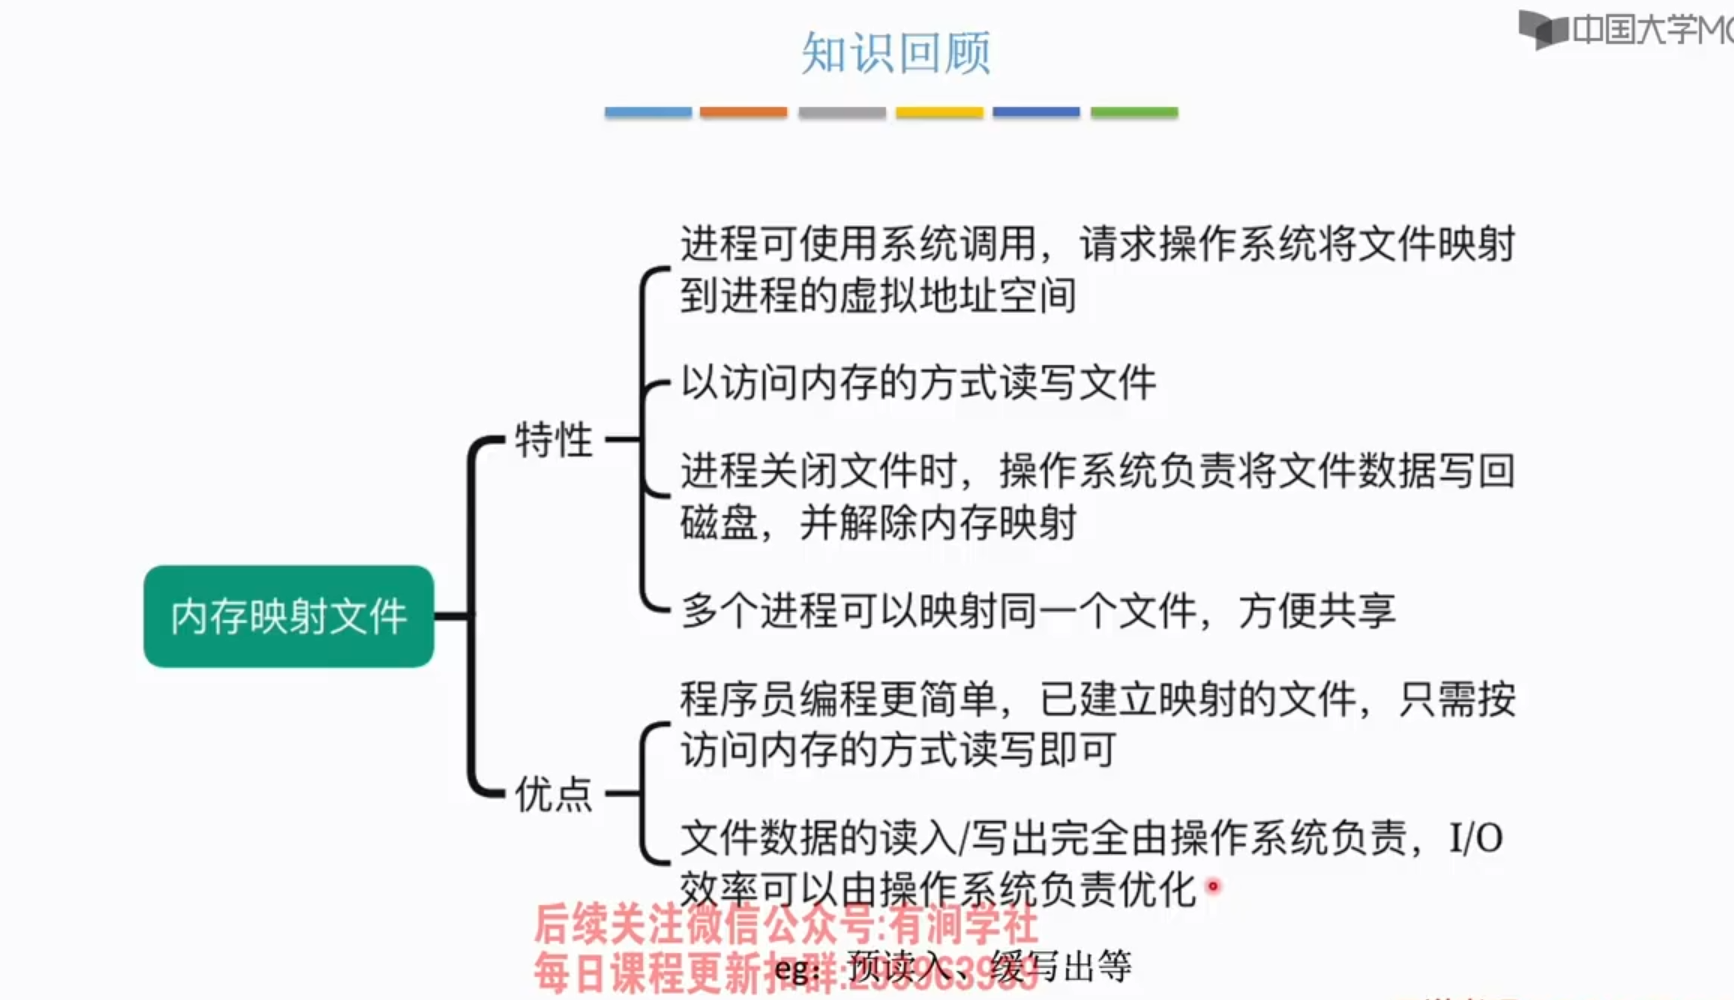 中国大学MO
知识回顾
进程可使用系统调用，请求操作系统将文件映射
到进程的虚拟地址空间
以访问内存的方式读写文件
特性
进程关闭文件时，操作系统负责将文件数据写回
磁盘，并解除内存映射
内存映射文件
多个进程可以映射同一个文件，方便共享
程序员编程更简单，已建立映射的文件，只需按
访问内存的方式读写即可
优点
文件数据的读入/写出完全由操作系统负责，I/O
效率可以由操作系统负责优化
后续关注微信公众号:有涧学社
每日课程更新扣群:
eg：预读入、缓写出等